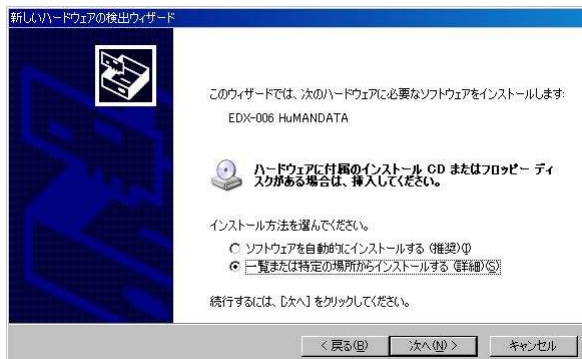 新しいハードウェアの検出ウィザード
このウィザードでは、次のハードウェアに必要なソフトウェアをインストールします:
EDX-006 HuMANDATA
ハードウェアに付属のインストール CD またはフロッピー ディ
スクがある場合は、挿入してください。
インストール方法を選んでください。
ソフトウェアを自動的にインストールする (推奨)(I)
一覧または特定の場所からインストールする (詳細)(S)
続行するには、[次へ] をクリックしてください。
< 戻る(B) 次へ(N) > キャンセル